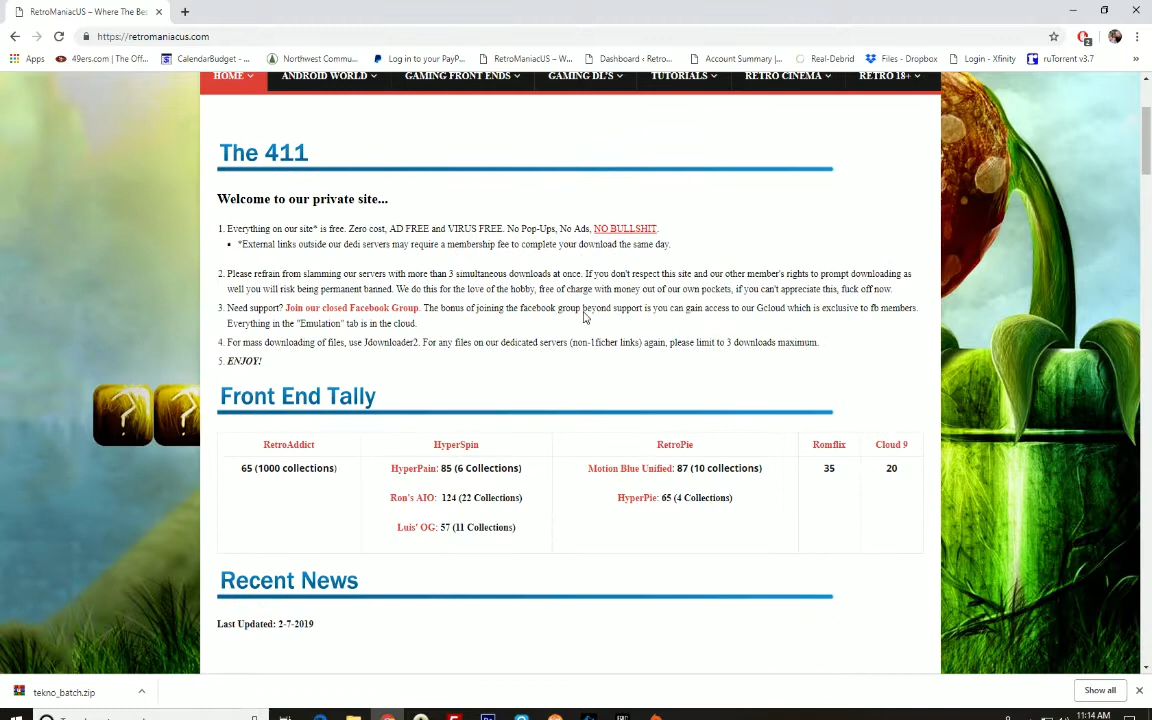 RetroManiacUS – Where The Bes
https://retromaniacus.com
Apps 49ers.com | The Off... CalendarBudget - ... Northwest Commu... Log in to your PayP... RetroManiacUS – W... Dashboard ‹ Retro... Account Summary |... Real-Debrid Files - Dropbox Login - Xfinity ruTorrent v3.7 »
HOME ANDROID WORLD GAMING FRONT ENDS GAMING DL'S TUTORIALS RETRO CINEMA RETRO 18+
The 411
Welcome to our private site...
1. Everything on our site* is free. Zero cost, AD FREE and VIRUS FREE. No Pop-Ups, No Ads, NO BULLSHIT.
*External links outside our dedi servers may require a membership fee to complete your download the same day.
2. Please refrain from slamming our servers with more than 3 simultaneous downloads at once. If you don't respect this site and our other member's rights to prompt downloading as
well you will risk being permanent banned. We do this for the love of the hobby, free of charge with money out of our own pockets, if you can't appreciate this, fuck off now.
3. Need support? Join our closed Facebook Group. The bonus of joining the facebook group beyond support is you can gain access to our Gcloud which is exclusive to fb members.
Everything in the "Emulation" tab is in the cloud.
4. For mass downloading of files, use Jdownloader2. For any files on our dedicated servers (non-1ficher links) again, please limit to 3 downloads maximum.
5. ENJOY!
Front End Tally
RetroAddict HyperSpin RetroPie Romflix Cloud 9
65 (1000 collections) HyperPain: 85 (6 Collections) Motion Blue Unified: 87 (10 collections) 35 20
Ron's AIO: 124 (22 Collections) HyperPie: 65 (4 Collections)
Luis' OG: 57 (11 Collections)
Recent News
Last Updated: 2-7-2019
tekno_batch.zip Show all
11:14 AM